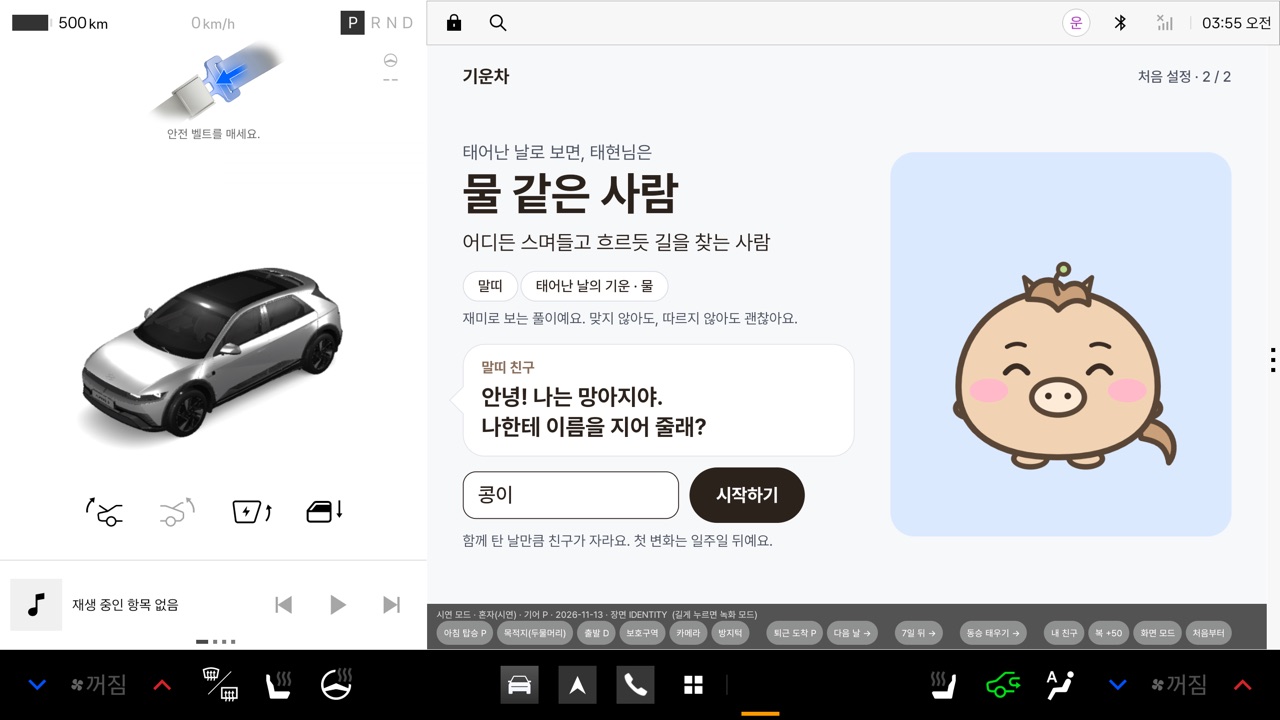 500 km
0 km/h
P R N D
운
03:55 오전
안전 벨트를 매세요.
기운차
처음 설정 · 2 / 2
태어난 날로 보면, 태현님은
물 같은 사람
어디든 스며들고 흐르듯 길을 찾는 사람
말띠
태어난 날의 기운 · 물
재미로 보는 풀이예요. 맞지 않아도, 따르지 않아도 괜찮아요.
말띠 친구
안녕! 나는 망아지야.
나한테 이름을 지어 줄래?
콩이
시작하기
함께 탄 날만큼 친구가 자라요. 첫 변화는 일주일 뒤예요.
재생 중인 항목 없음
시연 모드 · 혼자(시연) · 기어 P · 2026-11-13 · 장면 IDENTITY (길게 누르면 녹화 모드)
아침 탑승 P
목적지(두물머리)
출발 D
보호구역
카메라
방지턱
퇴근 도착 P
다음 날 →
7일 뒤 →
동승 태우기 →
내 친구
복 +50
화면 모드
처음부터
꺼짐
A
꺼짐